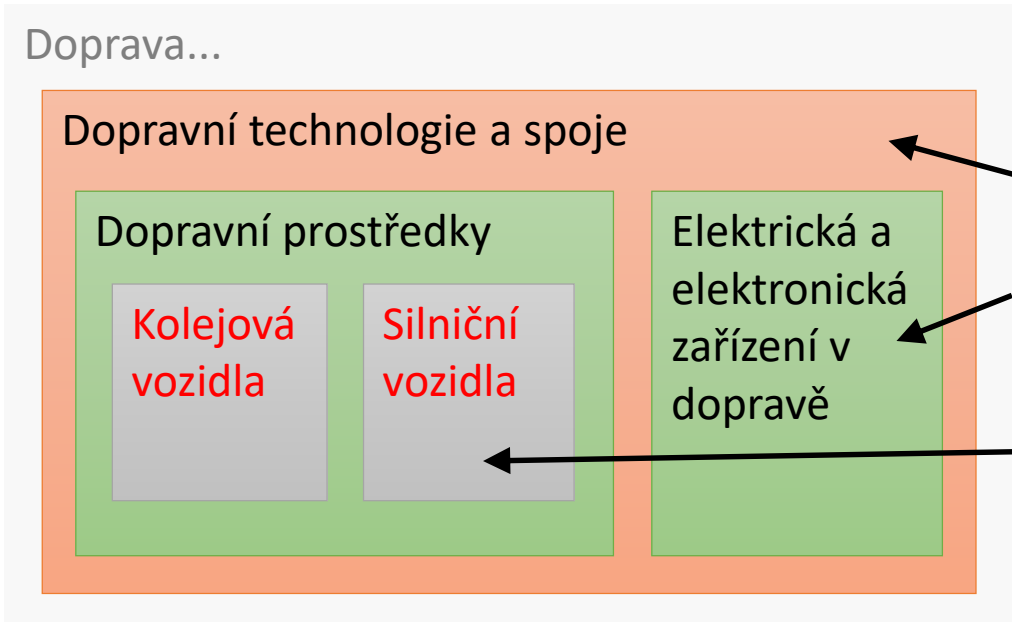 Doprava...
Dopravní technologie a spoje
Dopravní prostředky
Kolejová
vozidla
Silniční
vozidla
Elektrická a
elektronická
zařízení v
dopravě